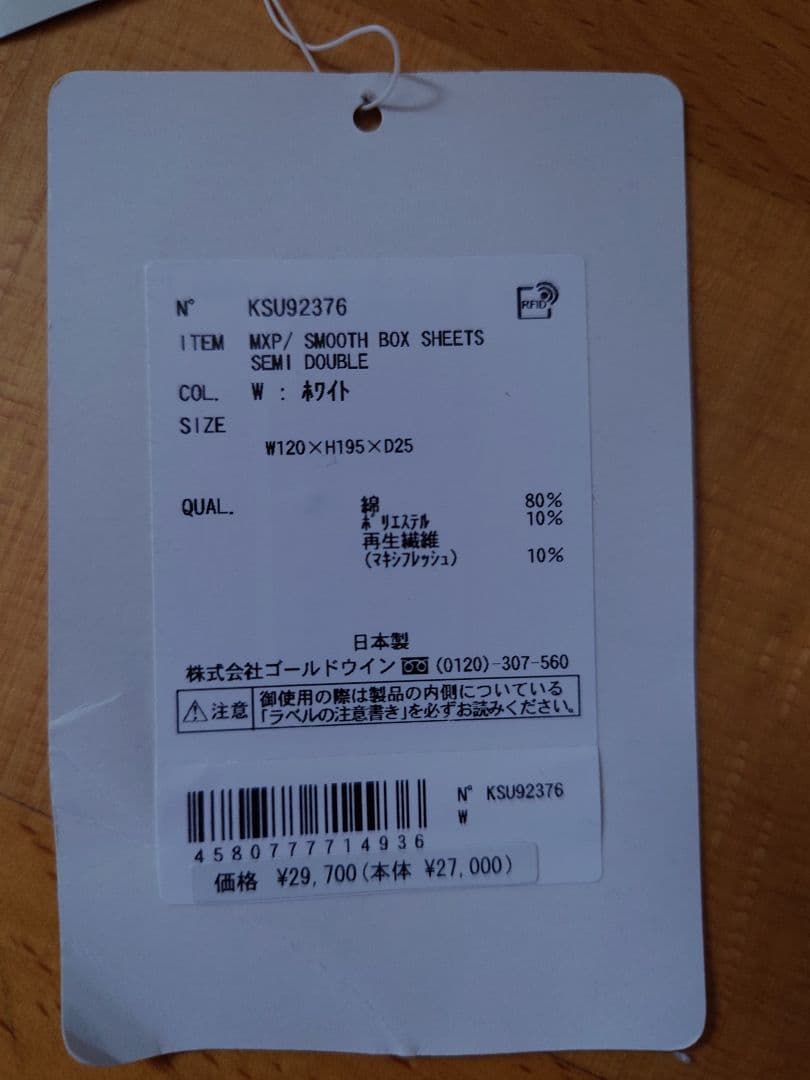 N° KSU92376
RFID
ITEM MXP/ SMOOTH BOX SHEETS
SEMI DOUBLE
COL. W : ﾎﾜｲﾄ
SIZE
W120×H195×D25
QUAL. 綿 80%
ﾎﾟﾘｴｽﾃﾙ 10%
再生繊維
(ﾏｷｼﾌﾚｯｼｭ) 10%
日本製
株式会社ゴールドウイン (0120)-307-560
注意 御使用の際は製品の内側についている
「ラベルの注意書き」を必ずお読みください。
N° KSU92376
W
4580777714936
価格 ¥29,700(本体 ¥27,000)